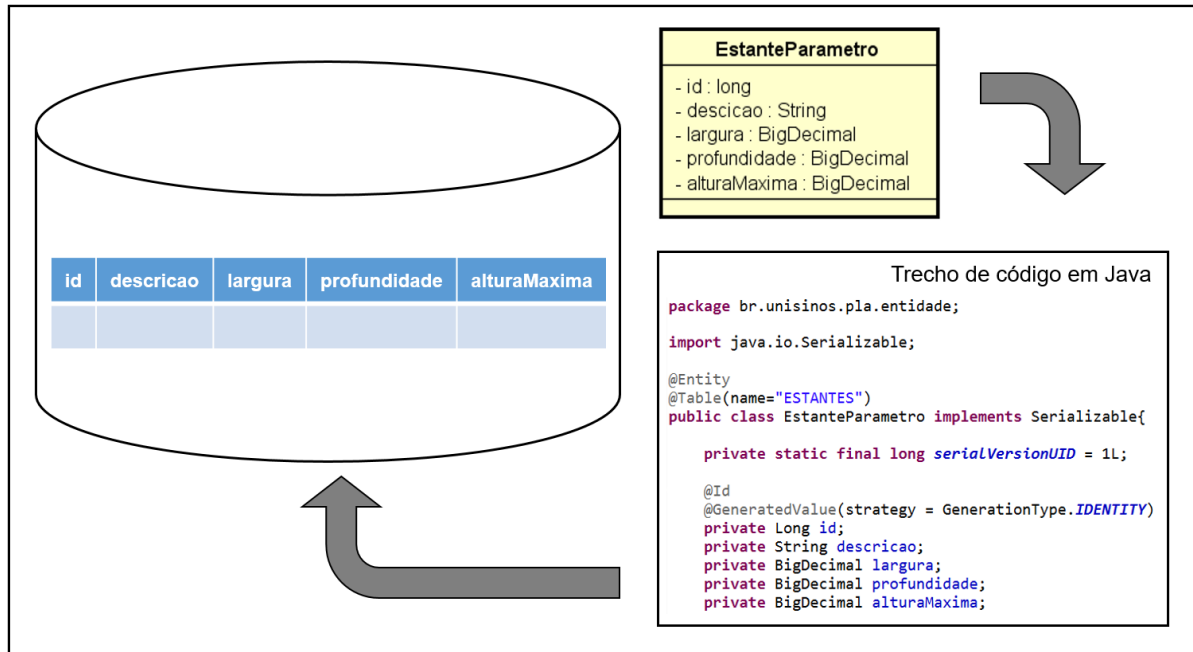 EstanteParametro
- id : long
- descicao : String
- largura : BigDecimal
- profundidade : BigDecimal
- alturaMaxima : BigDecimal
id descricao largura profundidade alturaMaxima
Trecho de código em Java
package br.unisinos.pla.entidade;
import java.io.Serializable;
@Entity
@Table(name="ESTANTES")
public class EstanteParametro implements Serializable{
private static final long serialVersionUID = 1L;
@Id
@GeneratedValue(strategy = GenerationType.IDENTITY)
private Long id;
private String descricao;
private BigDecimal largura;
private BigDecimal profundidade;
private BigDecimal alturaMaxima;